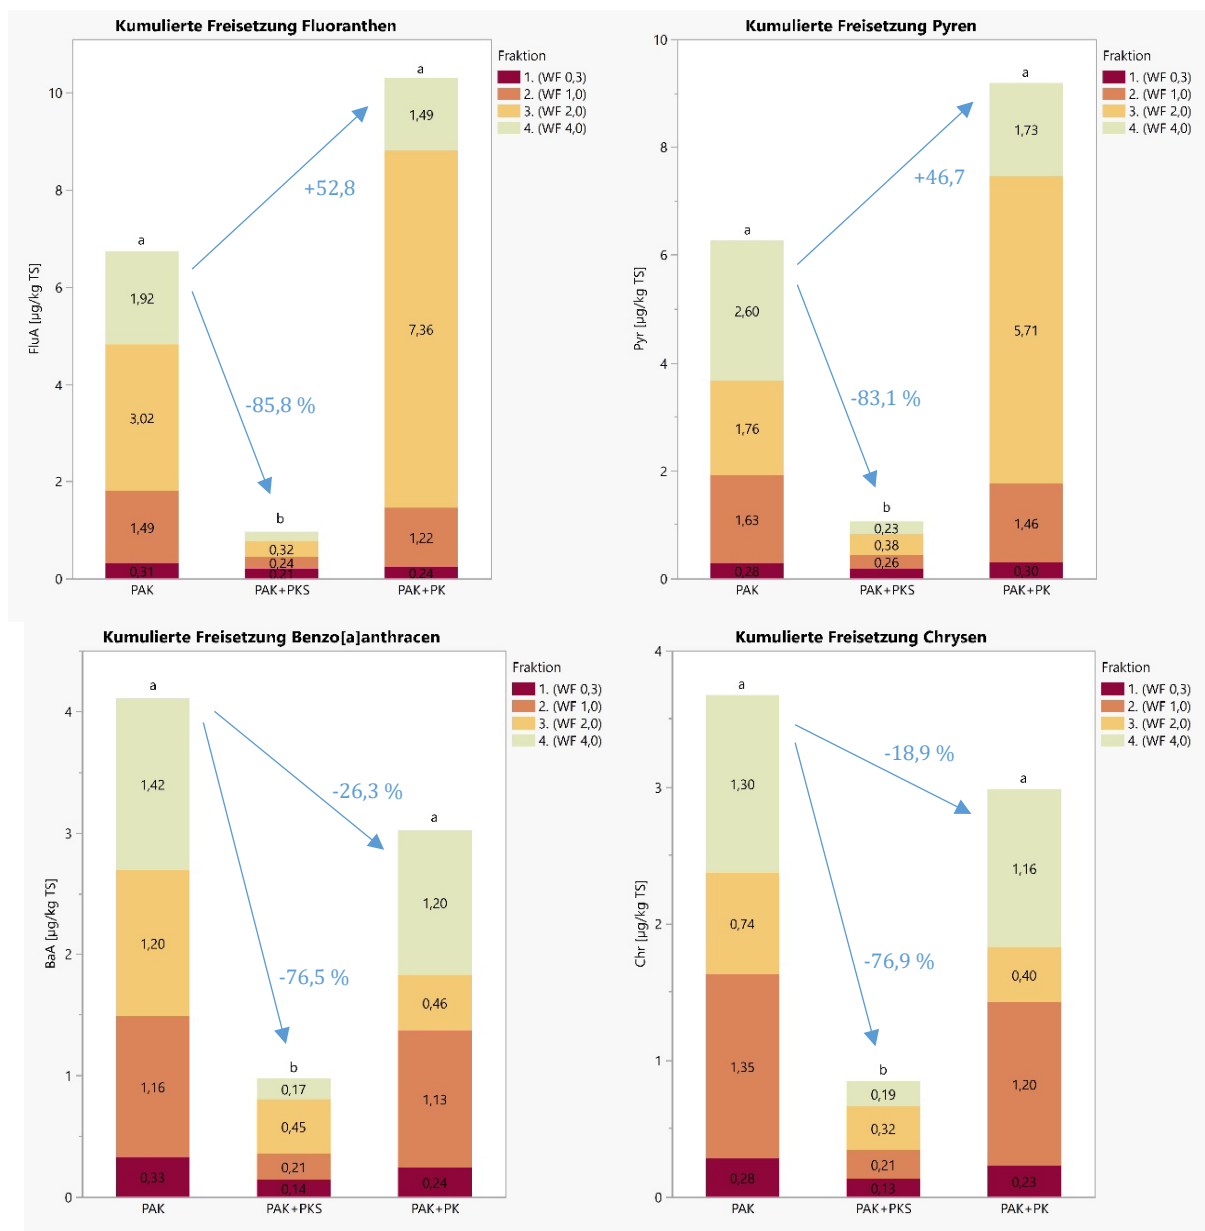 Kumulierte Freisetzung Fluoranthen
FluA [µg/kg TS]
10
8
6
4
2
0
a
1,92
3,02
1,49
0,31
b
0,32
0,24
0,21
a
1,49
7,36
1,22
0,24
+52,8
-85,8 %
PAK
PAK+PKS
PAK+PK
Fraktion
1. (WF 0,3)
2. (WF 1,0)
3. (WF 2,0)
4. (WF 4,0)
Kumulierte Freisetzung Pyren
Pyr [µg/kg TS]
10
8
6
4
2
0
a
2,60
1,76
1,63
0,28
b
0,23
0,38
0,26
a
1,73
5,71
1,46
0,30
+46,7
-83,1 %
PAK
PAK+PKS
PAK+PK
Fraktion
1. (WF 0,3)
2. (WF 1,0)
3. (WF 2,0)
4. (WF 4,0)
Kumulierte Freisetzung Benzo[a]anthracen
BaA [µg/kg TS]
4
3
2
1
0
a
1,42
1,20
1,16
0,33
b
0,17
0,45
0,21
0,14
a
1,20
0,46
1,13
0,24
-26,3 %
-76,5 %
PAK
PAK+PKS
PAK+PK
Fraktion
1. (WF 0,3)
2. (WF 1,0)
3. (WF 2,0)
4. (WF 4,0)
Kumulierte Freisetzung Chrysen
Chr [µg/kg TS]
4
3
2
1
0
a
1,30
0,74
1,35
0,28
b
0,19
0,32
0,21
0,13
a
1,16
0,40
1,20
0,23
-18,9 %
-76,9 %
PAK
PAK+PKS
PAK+PK
Fraktion
1. (WF 0,3)
2. (WF 1,0)
3. (WF 2,0)
4. (WF 4,0)